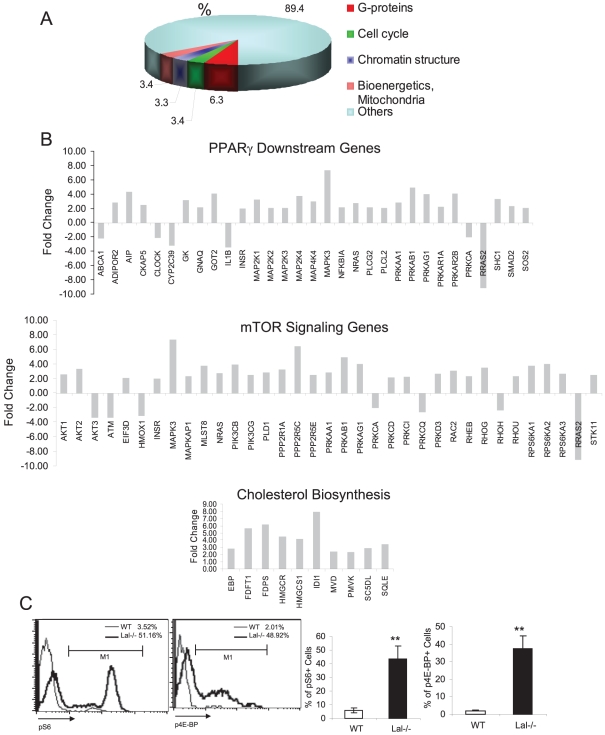 A
%
89.4
3.4
3.3
3.4
6.3
G-proteins
Cell cycle
Chromatin structure
Bioenergetics,
Mitochondria
Others
B
PPARγ Downstream Genes
Fold Change
10.00
8.00
6.00
4.00
2.00
0.00
-2.00
-4.00
-6.00
-8.00
-10.00
ABCA1
ADIPOR2
AIP
CKAP5
CLOCK
CYP2C39
GK
GNAQ
GOT2
IL1B
INSR
MAP2K1
MAP2K2
MAP2K3
MAP2K4
MAP4K4
MAPK3
NFKBIA
NRAS
PLCG2
PLCL2
PRKAA1
PRKAB1
PRKAG1
PRKAR1A
PRKAR2B
PRKCA
RRAS2
SHC1
SMAD2
SOS2
mTOR Signaling Genes
Fold Change
10.00
8.00
6.00
4.00
2.00
0.00
-2.00
-4.00
-6.00
-8.00
-10.00
AKT1
AKT2
AKT3
ATM
EIF3D
HMOX1
INSR
MAPK3
MAPKAP1
MLST8
NRAS
PIK3CB
PIK3CG
PLD1
PPP2R1A
PPP2R5C
PPP2R5E
PRKAA1
PRKAB1
PRKAG1
PRKCA
PRKCD
PRKCI
PRKCQ
PRKD3
RAC2
RHEB
RHOG
RHOH
RHOU
RPS6KA1
RPS6KA2
RPS6KA3
RRAS2
STK11
Cholesterol Biosynthesis
Fold Change
9.00
8.00
7.00
6.00
5.00
4.00
3.00
2.00
1.00
0.00
EBP
FDFT1
FDPS
HMGCR
HMGCS1
IDI1
MVD
PMVK
SC5DL
SQLE
C
WT 3.52%
Lal-/- 51.16%
M1
pS6
WT 2.01%
Lal-/- 48.92%
M1
p4E-BP
% of pS6+ Cells
60
50
40
30
20
10
0
**
WT
Lal-/-
% of p4E-BP+ Cells
50
40
30
20
10
0
**
WT
Lal-/-